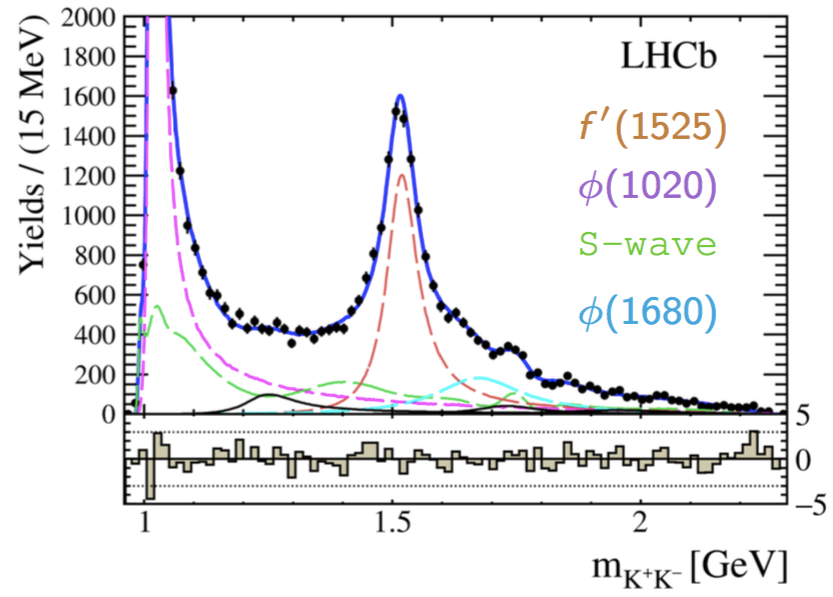 Yields / (15 MeV)
2000
1800
1600
1400
1200
1000
800
600
400
200
0
LHCb
f′(1525)
ϕ(1020)
S-wave
ϕ(1680)
5
0
−5
1
1.5
2
m_{K⁺K⁻} [GeV]